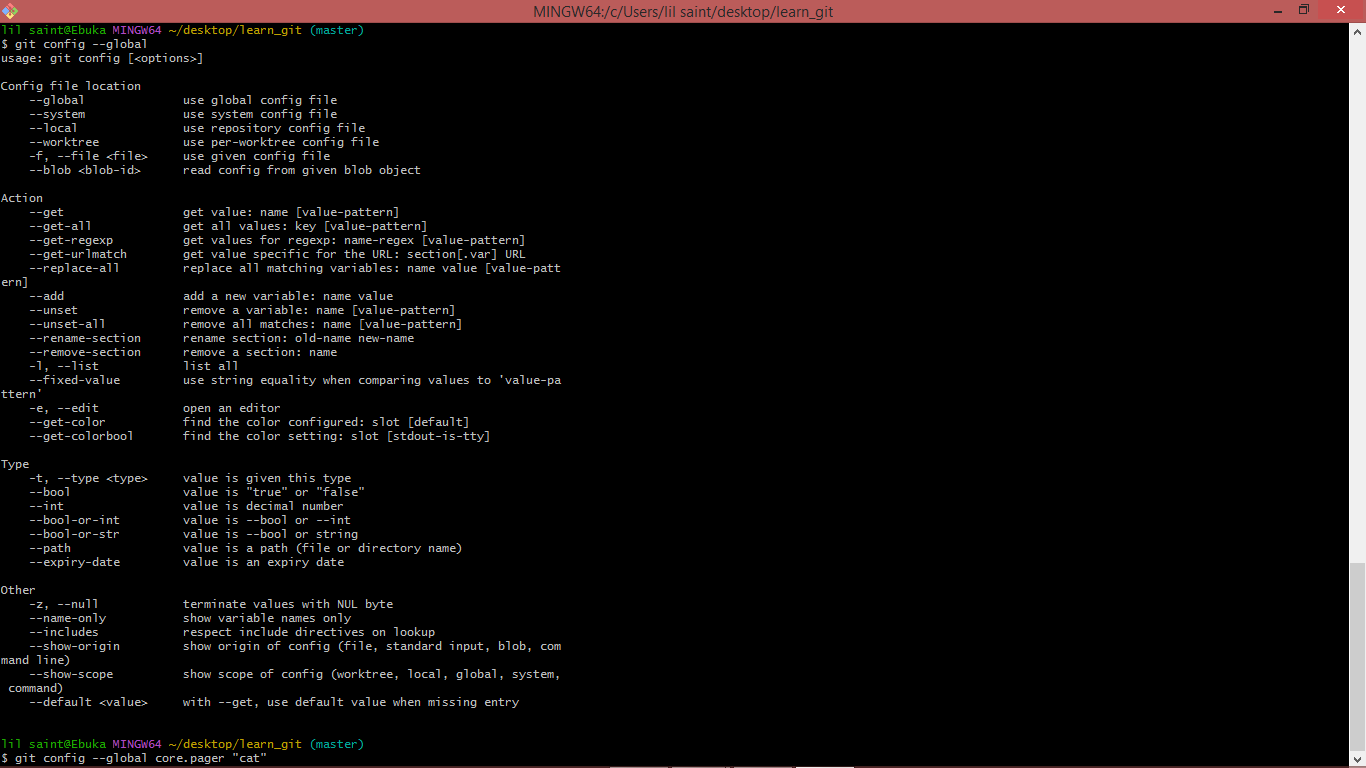 MINGW64:/c/Users/lil saint/desktop/learn_git
lil saint@Ebuka MINGW64 ~/desktop/learn_git (master)
$ git config --global
usage: git config [<options>]

Config file location
    --global              use global config file
    --system              use system config file
    --local               use repository config file
    --worktree            use per-worktree config file
    -f, --file <file>     use given config file
    --blob <blob-id>      read config from given blob object

Action
    --get                 get value: name [value-pattern]
    --get-all             get all values: key [value-pattern]
    --get-regexp          get values for regexp: name-regex [value-pattern]
    --get-urlmatch        get value specific for the URL: section[.var] URL
    --replace-all         replace all matching variables: name value [value-patt
ern]
    --add                 add a new variable: name value
    --unset               remove a variable: name [value-pattern]
    --unset-all           remove all matches: name [value-pattern]
    --rename-section      rename section: old-name new-name
    --remove-section      remove a section: name
    -l, --list            list all
    --fixed-value         use string equality when comparing values to 'value-pa
ttern'
    -e, --edit            open an editor
    --get-color           find the color configured: slot [default]
    --get-colorbool       find the color setting: slot [stdout-is-tty]

Type
    -t, --type <type>     value is given this type
    --bool                value is "true" or "false"
    --int                 value is decimal number
    --bool-or-int         value is --bool or --int
    --bool-or-str         value is --bool or string
    --path                value is a path (file or directory name)
    --expiry-date         value is an expiry date

Other
    -z, --null            terminate values with NUL byte
    --name-only           show variable names only
    --includes            respect include directives on lookup
    --show-origin         show origin of config (file, standard input, blob, com
mand line)
    --show-scope          show scope of config (worktree, local, global, system,
 command)
    --default <value>     with --get, use default value when missing entry

lil saint@Ebuka MINGW64 ~/desktop/learn_git (master)
$ git config --global core.pager "cat"